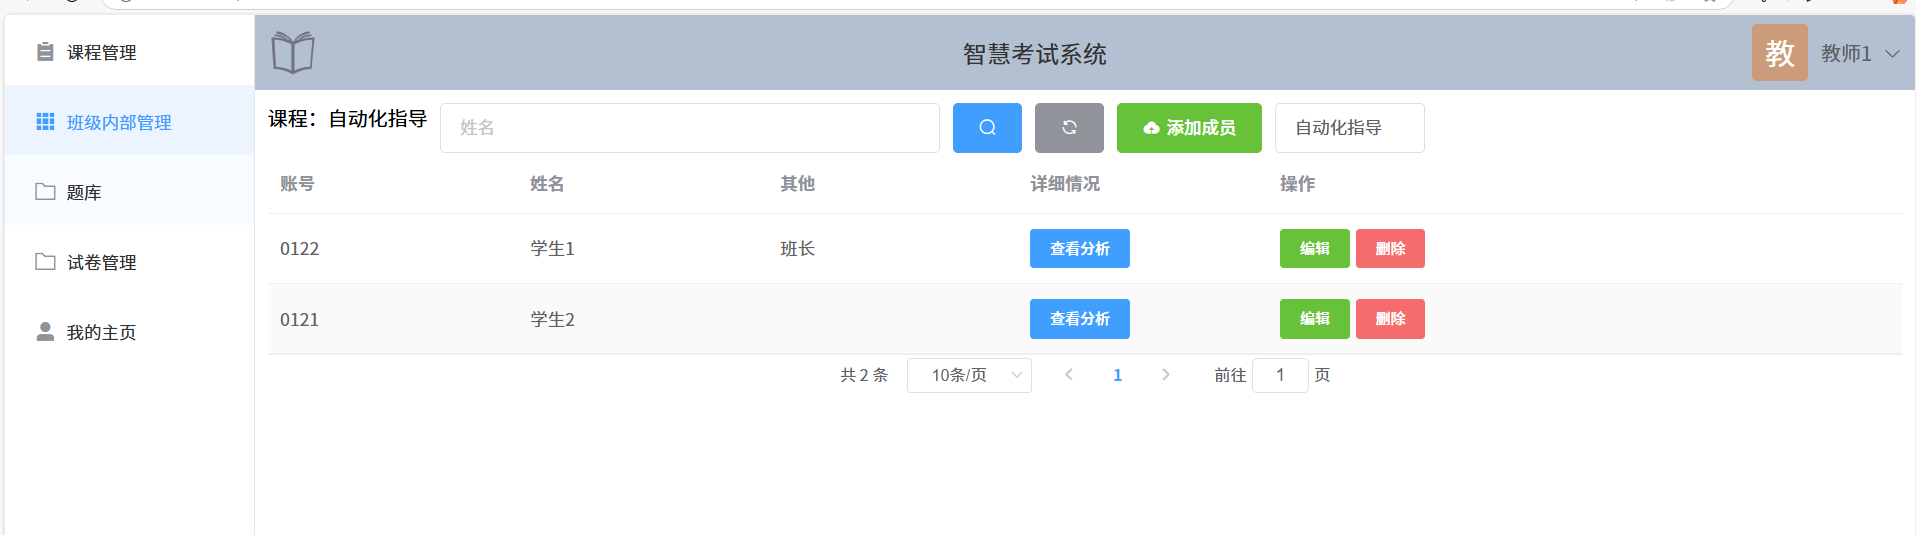 课程管理
班级内部管理
题库
试卷管理
我的主页
智慧考试系统
教 教师1
课程：自动化指导 姓名 添加成员 自动化指导
账号 姓名 其他 详细情况 操作
0122 学生1 班长 查看分析 编辑 删除
0121 学生2 查看分析 编辑 删除
共 2 条 10条/页 1 前往 1 页